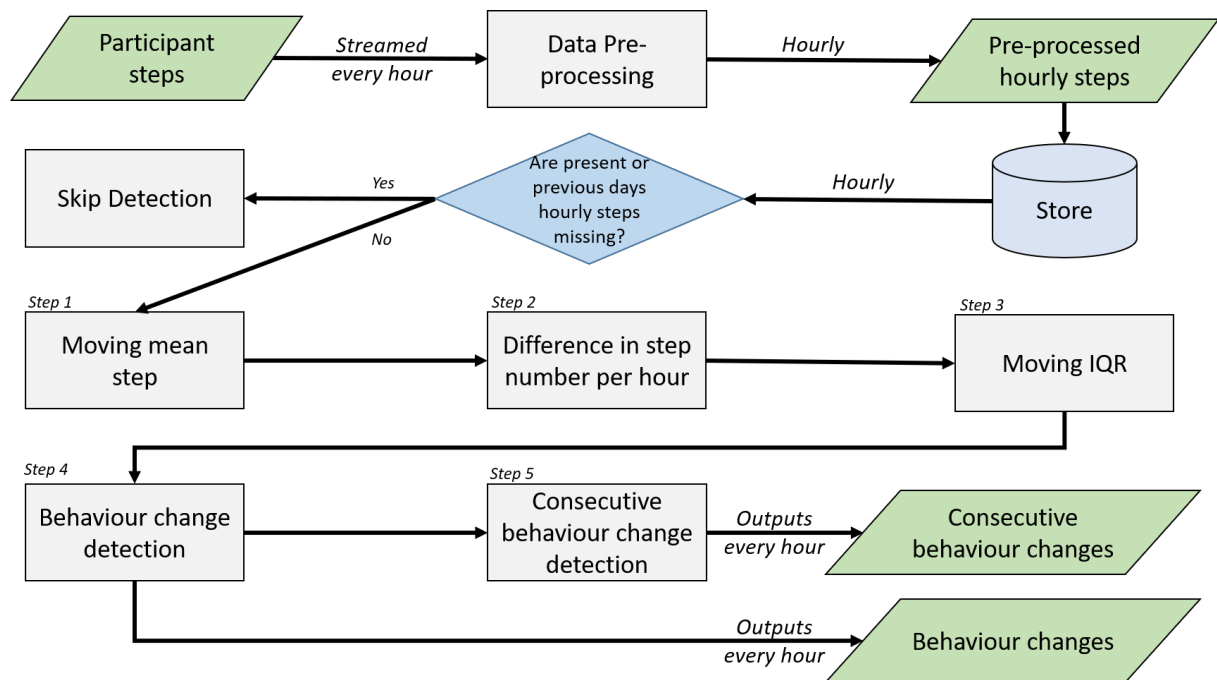 Participant
steps
Streamed
every hour
Data Pre-
processing
Hourly
Pre-processed
hourly steps
Skip Detection
Yes
No
Are present or
previous days
hourly steps
missing?
Hourly
Store
Step 1
Moving mean
step
Step 2
Difference in step
number per hour
Step 3
Moving IQR
Step 4
Behaviour change
detection
Step 5
Consecutive
behaviour change
detection
Outputs
every hour
Consecutive
behaviour changes
Outputs
every hour
Behaviour changes